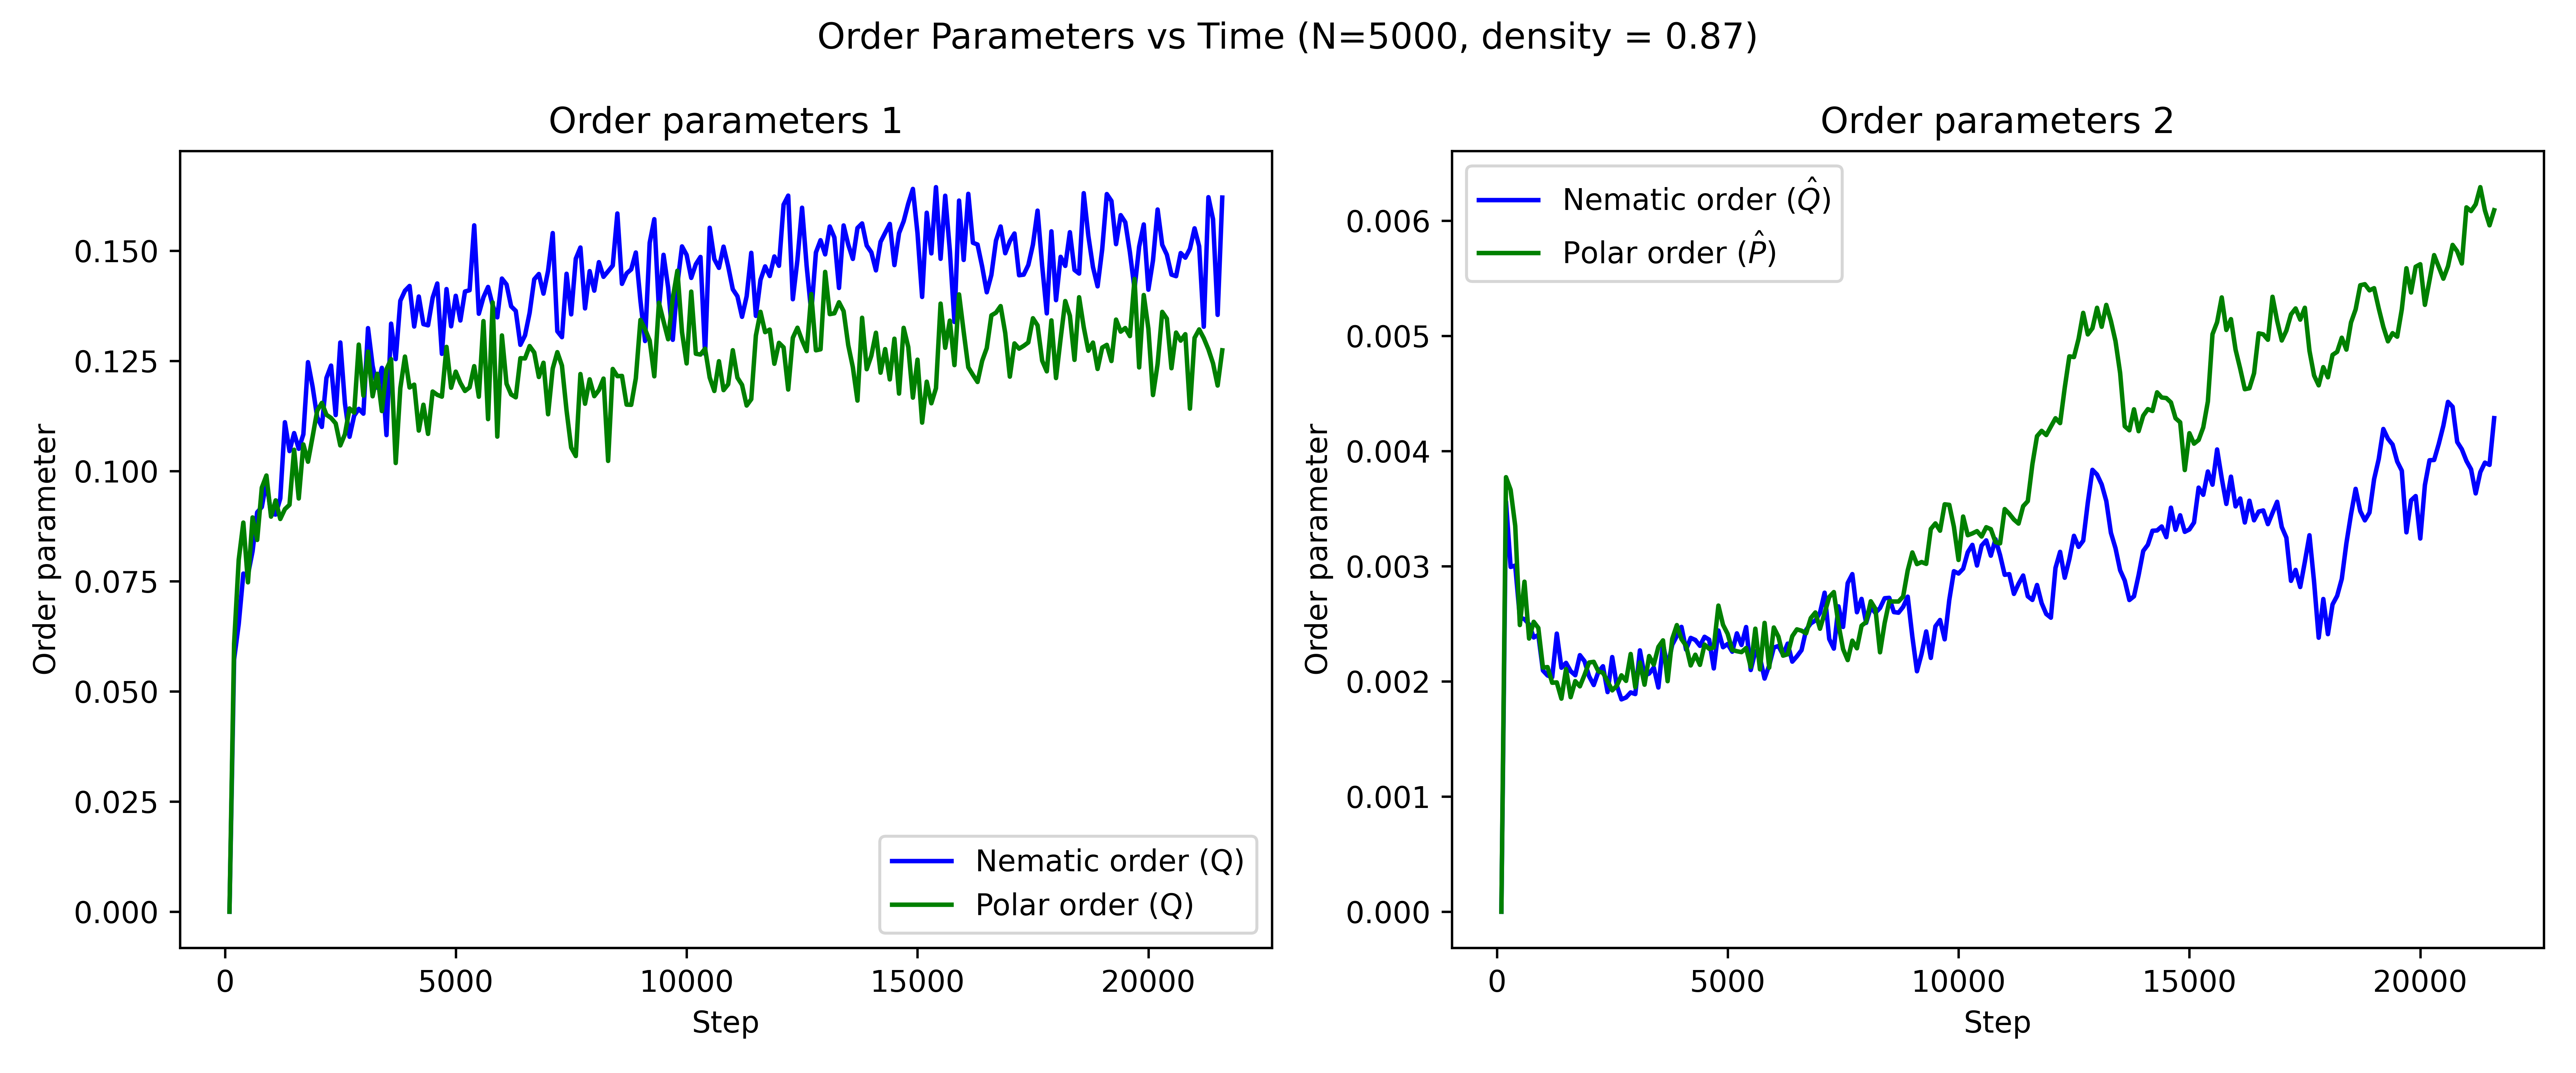 Order Parameters vs Time (N=5000, density = 0.87)
Order parameters 1
Order parameter
0.150
0.125
0.100
0.075
0.050
0.025
0.000
Nematic order (Q)
Polar order (Q)
0 5000 10000 15000 20000
Step
Order parameters 2
Order parameter
0.006
0.005
0.004
0.003
0.002
0.001
0.000
Nematic order (Q̂)
Polar order (P̂)
0 5000 10000 15000 20000
Step